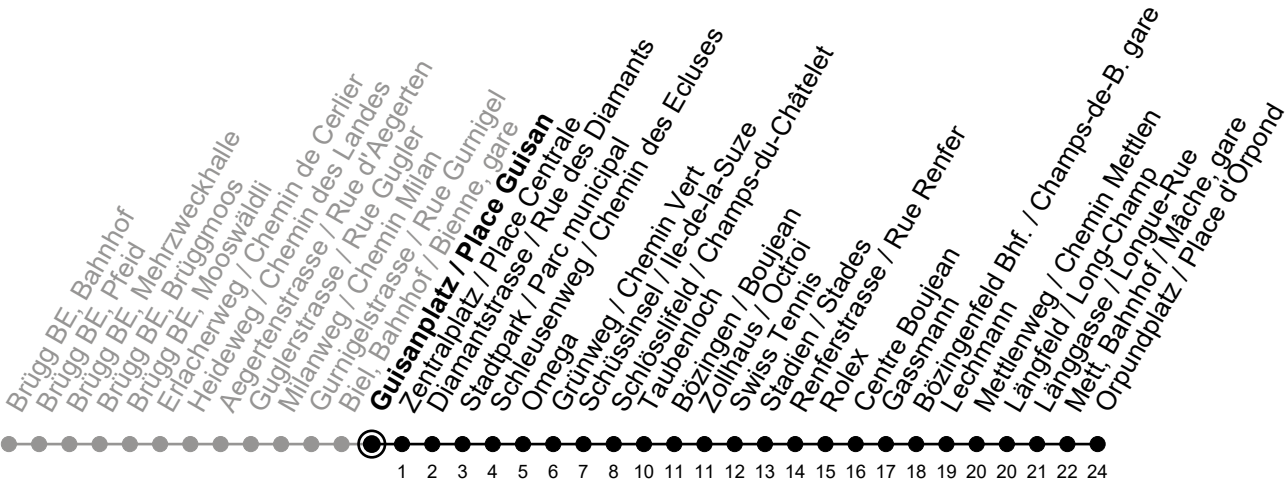 Brügg BE, Bahnhof
Brügg BE, Pfeid
Brügg BE, Mehrzweckhalle
Brügg BE, Brüggmoos
Brügg BE, Mooswäldli
Erlacherweg / Chemin de Cerlier
Heideweg / Chemin des Landes
Aegertenstrasse / Rue d'Aegerten
Guglerstrasse / Rue Gugler
Milanweg / Chemin Milan
Gurnigelstrasse / Rue Gurnigel
Biel, Bahnhof / Bienne, gare
Guisanplatz / Place Guisan
Zentralplatz / Place Centrale
Diamantstrasse / Rue des Diamants
Stadtpark / Parc municipal
Schleusenweg / Chemin des Ecluses
Omega
Grünweg / Chemin Vert
Schüssinsel / Ile-de-la-Suze
Schlösslifeld / Champs-du-Châtelet
Taubenloch
Bözingen / Boujean
Zollhaus / Octroi
Swiss Tennis
Stadien / Stades
Renferstrasse / Rue Renfer
Rolex
Centre Boujean
Gassmann
Bözingenfeld Bhf. / Champs-de-B. gare
Lechmann
Mettlenweg / Chemin Mettlen
Längfeld / Long-Champ
Länggasse / Longue-Rue
Mett, Bahnhof / Mâche, gare
Orpundplatz / Place d'Orpond
1 2 3 4 5 6 7 8 10 11 11 12 13 14 15 16 17 18 19 20 20 21 22 24